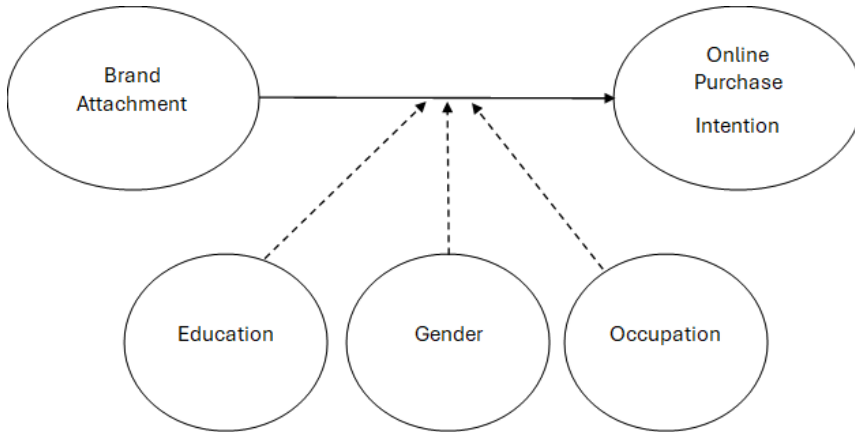 Brand
Attachment
Online
Purchase
Intention
Education
Gender
Occupation